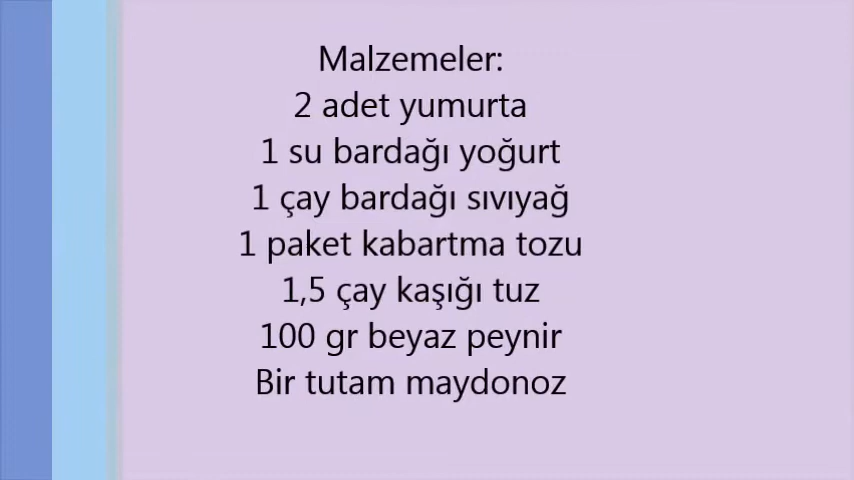 Malzemeler:
2 adet yumurta
1 su bardağı yoğurt
1 çay bardağı sıvıyağ
1 paket kabartma tozu
1,5 çay kaşığı tuz
100 gr beyaz peynir
Bir tutam maydonoz